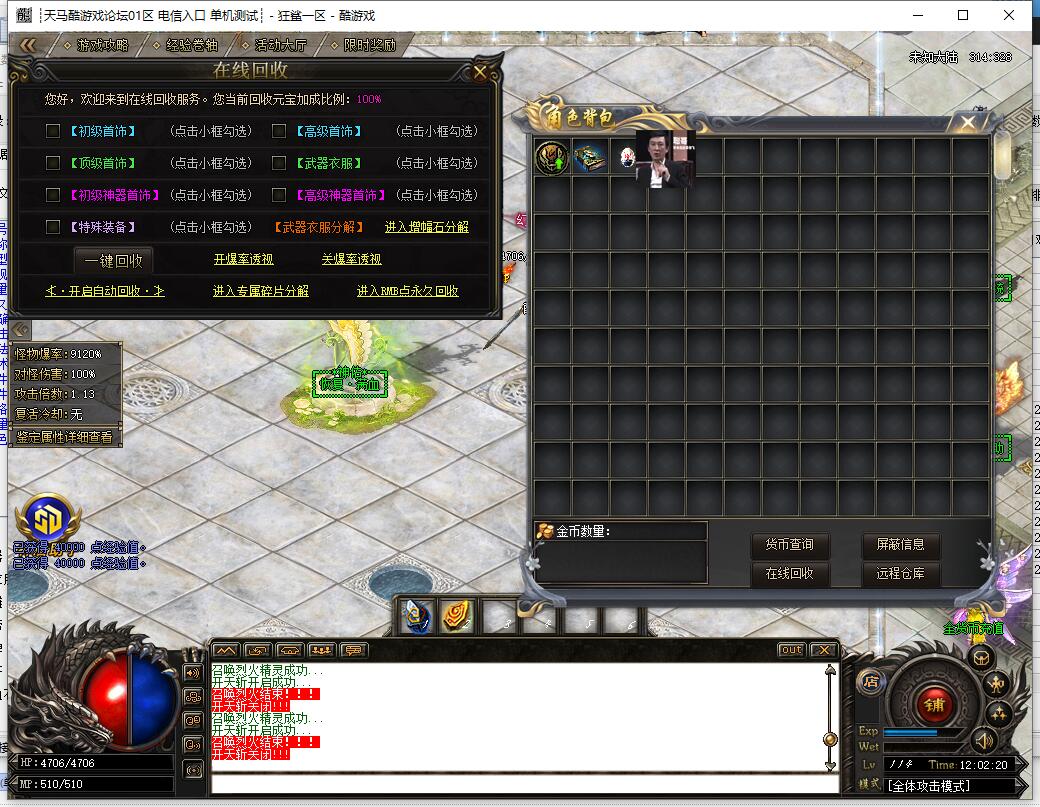 天马酷游戏论坛01区 电信入口 单机测试 - 狂鲨一区 - 酷游戏
游戏攻略 经验卷轴 活动大厅 限时奖励
未知大陆 314:328
在线回收
您好，欢迎来到在线回收服务。您当前回收元宝加成比例：100%
【初级首饰】 (点击小框勾选) 【高级首饰】 (点击小框勾选)
【顶级首饰】 (点击小框勾选) 【武器衣服】 (点击小框勾选)
【初级神器首饰】 (点击小框勾选) 【高级神器首饰】 (点击小框勾选)
【特殊装备】 (点击小框勾选) 【武器衣服分解】 进入增幅石分解
一键回收 开爆率透视 关爆率透视
开启自动回收 进入专属碎片分解 进入RMB点永久回收
角色背包
怪物爆率:9120%
对怪伤害:100%
攻击倍数:1.13
复活冷却:无
鉴定属性详细查看
恢复·满血
已获得 40000 点经验值。
已获得 40000 点经验值。
金币数量:
货币查询 屏蔽信息
在线回收 远程仓库
1 2 3 4 5 6
out
召唤烈火精灵成功...
开天斩开启成功...
召唤烈火结束!!!!
开天斩关闭!!!
召唤烈火精灵成功...
开天斩开启成功...
召唤烈火结束!!!!
开天斩关闭!!!
HP:4706/4706
MP:510/510
店
铺
Exp
Wet
Lv Time:12:02:20
模式 [全体攻击模式]